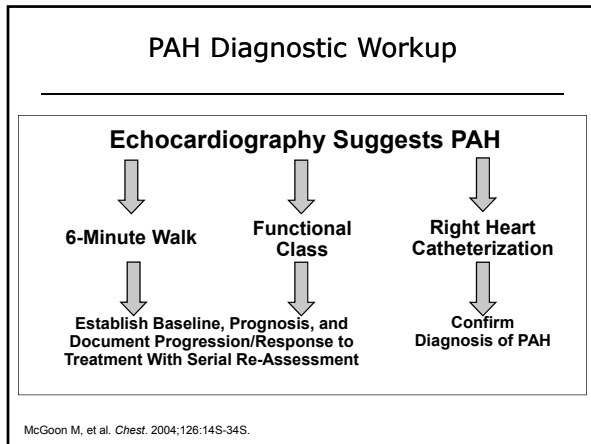 PAH Diagnostic Workup
Echocardiography Suggests PAH
6-Minute Walk
Functional
Class
Right Heart
Catheterization
Establish Baseline, Prognosis, and
Document Progression/Response to
Treatment With Serial Re-Assessment
Confirm
Diagnosis of PAH
McGoon M, et al. Chest. 2004;126:14S-34S.